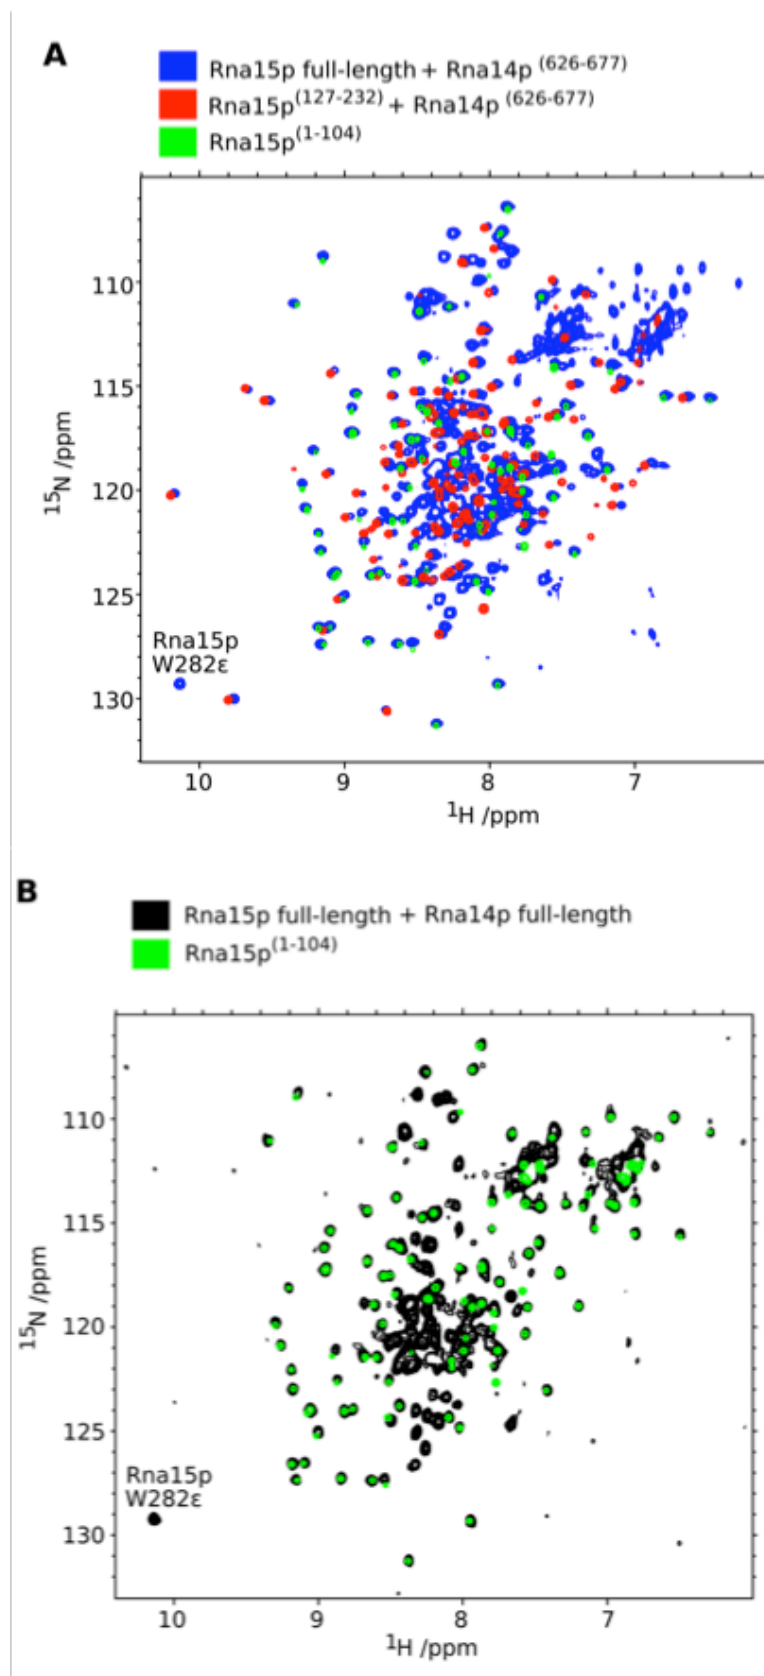 A
Rna15p full-length + Rna14p (626-677)
Rna15p(127-232) + Rna14p (626-677)
Rna15p(1-104)
110
115
120
125
130
15N /ppm
Rna15p
W282ε
10 9 8 7
1H /ppm
B
Rna15p full-length + Rna14p full-length
Rna15p(1-104)
110
115
120
125
130
15N /ppm
Rna15p
W282ε
10 9 8 7
1H /ppm